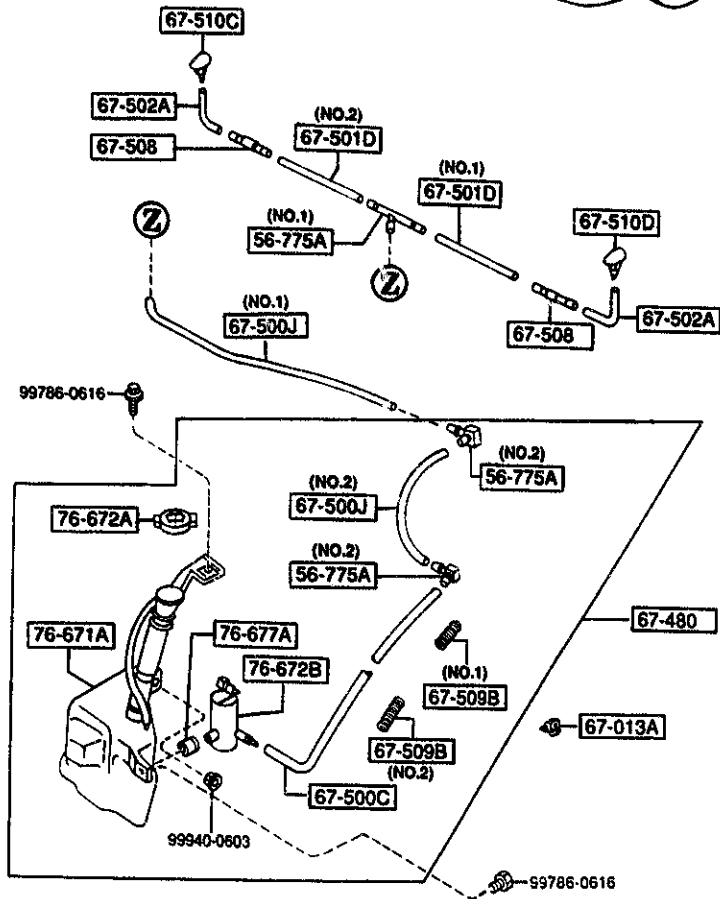 67-510C
67-502A
(NO.2)
67-501D
67-508
(NO.1)
67-501D
Z
(NO.1)
56-775A
67-510D
Z
(NO.1)
67-500J
67-508
67-502A
99786-0616
(NO.2)
56-775A
(NO.2)
67-500J
76-672A
(NO.2)
56-775A
67-480
76-671A
76-677A
76-672B
(NO.1)
67-509B
67-013A
67-509B
(NO.2)
67-500C
99940-0603
99786-0616